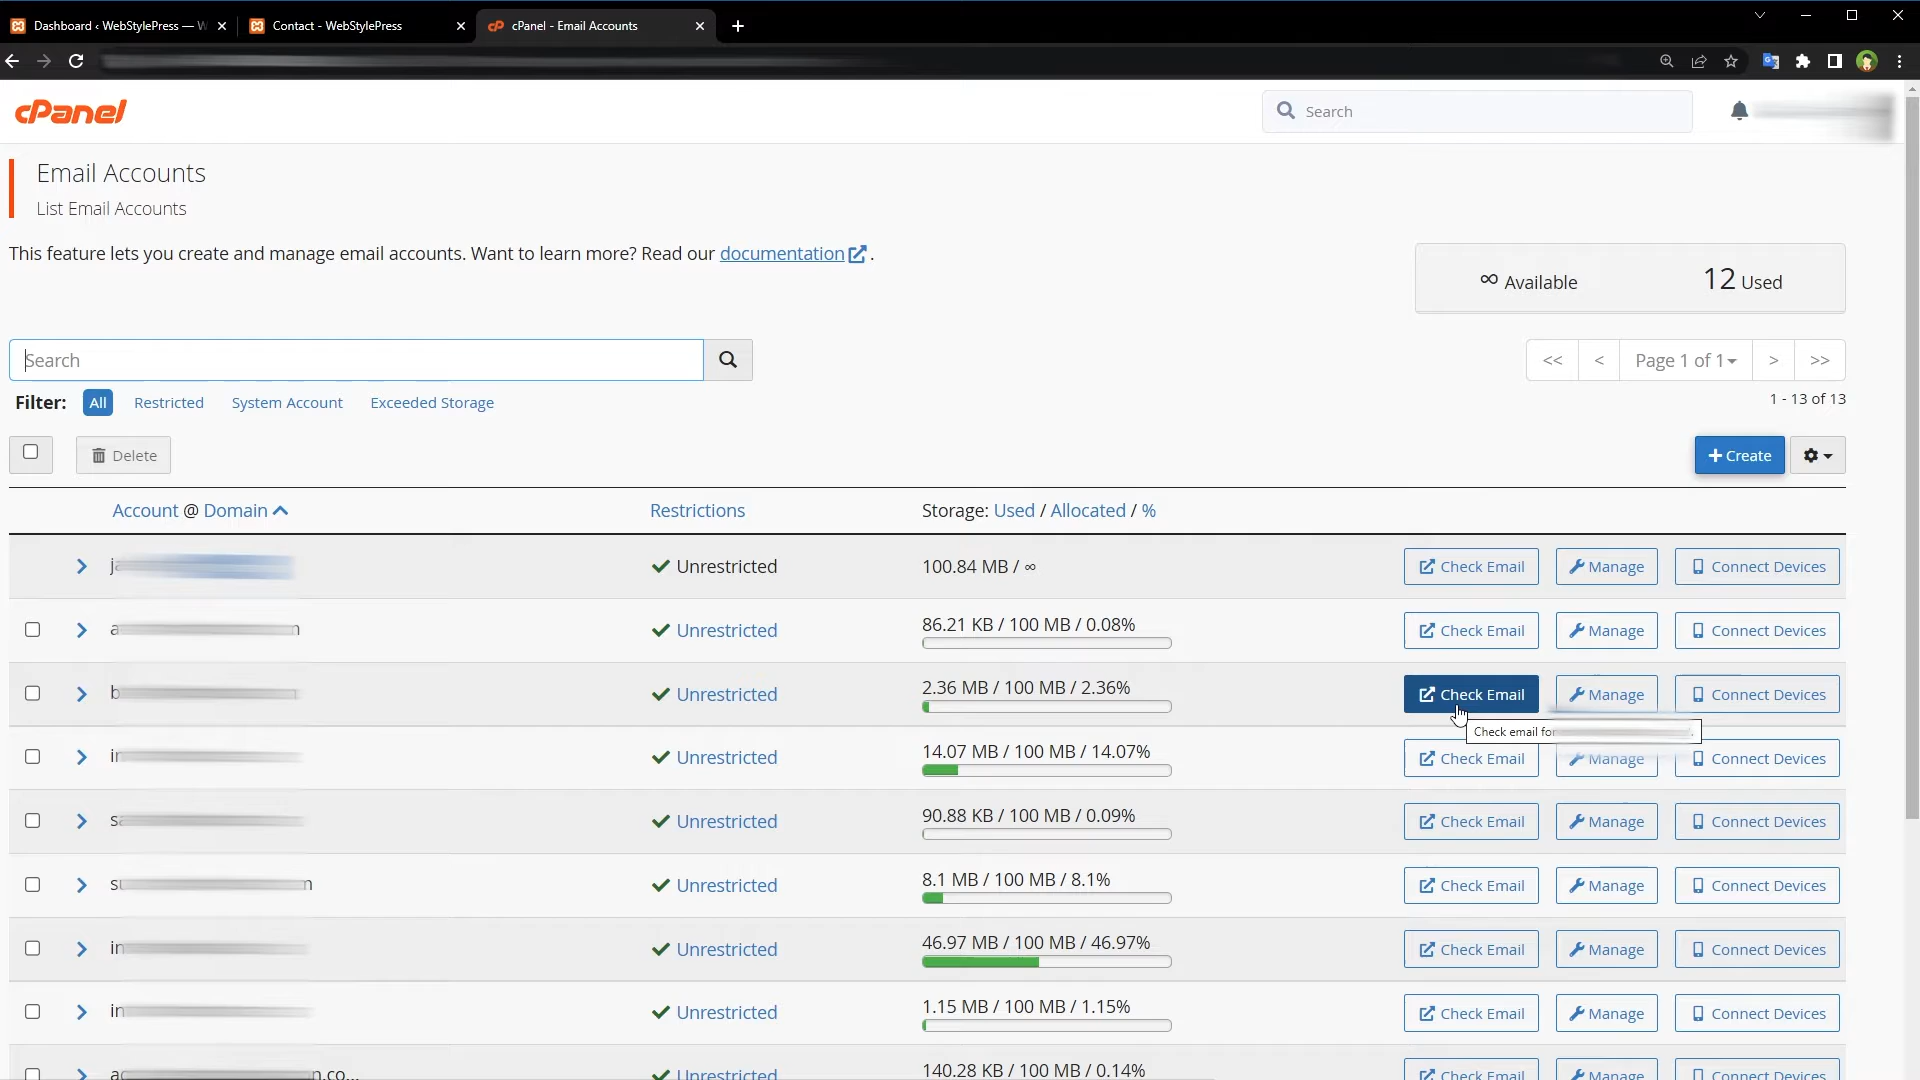 Dashboard ‹ WebStylePress — W
Contact - WebStylePress
cPanel - Email Accounts
cPanel
Search
Email Accounts
List Email Accounts
This feature lets you create and manage email accounts. Want to learn more? Read our documentation .
∞ Available 12 Used
Search
<< < Page 1 of 1 > >>
Filter: All Restricted System Account Exceeded Storage
1 - 13 of 13
Delete
+ Create
Account @ Domain Restrictions Storage: Used / Allocated / %
Unrestricted 100.84 MB / ∞ Check Email Manage Connect Devices
Unrestricted 86.21 KB / 100 MB / 0.08% Check Email Manage Connect Devices
Unrestricted 2.36 MB / 100 MB / 2.36% Check Email Manage Connect Devices
Check email for
Unrestricted 14.07 MB / 100 MB / 14.07% Check Email Manage Connect Devices
Unrestricted 90.88 KB / 100 MB / 0.09% Check Email Manage Connect Devices
Unrestricted 8.1 MB / 100 MB / 8.1% Check Email Manage Connect Devices
Unrestricted 46.97 MB / 100 MB / 46.97% Check Email Manage Connect Devices
Unrestricted 1.15 MB / 100 MB / 1.15% Check Email Manage Connect Devices
Unrestricted 140.28 KB / 100 MB / 0.14% Check Email Manage Connect Devices